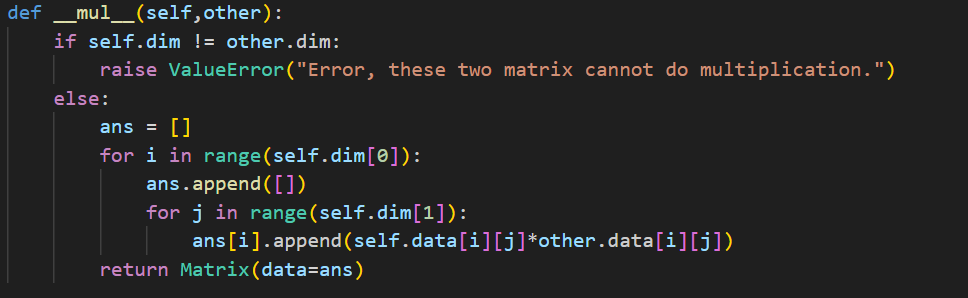 def __mul__(self,other):
    if self.dim != other.dim:
        raise ValueError("Error, these two matrix cannot do multiplication.")
    else:
        ans = []
        for i in range(self.dim[0]):
            ans.append([])
            for j in range(self.dim[1]):
                ans[i].append(self.data[i][j]*other.data[i][j])
        return Matrix(data=ans)